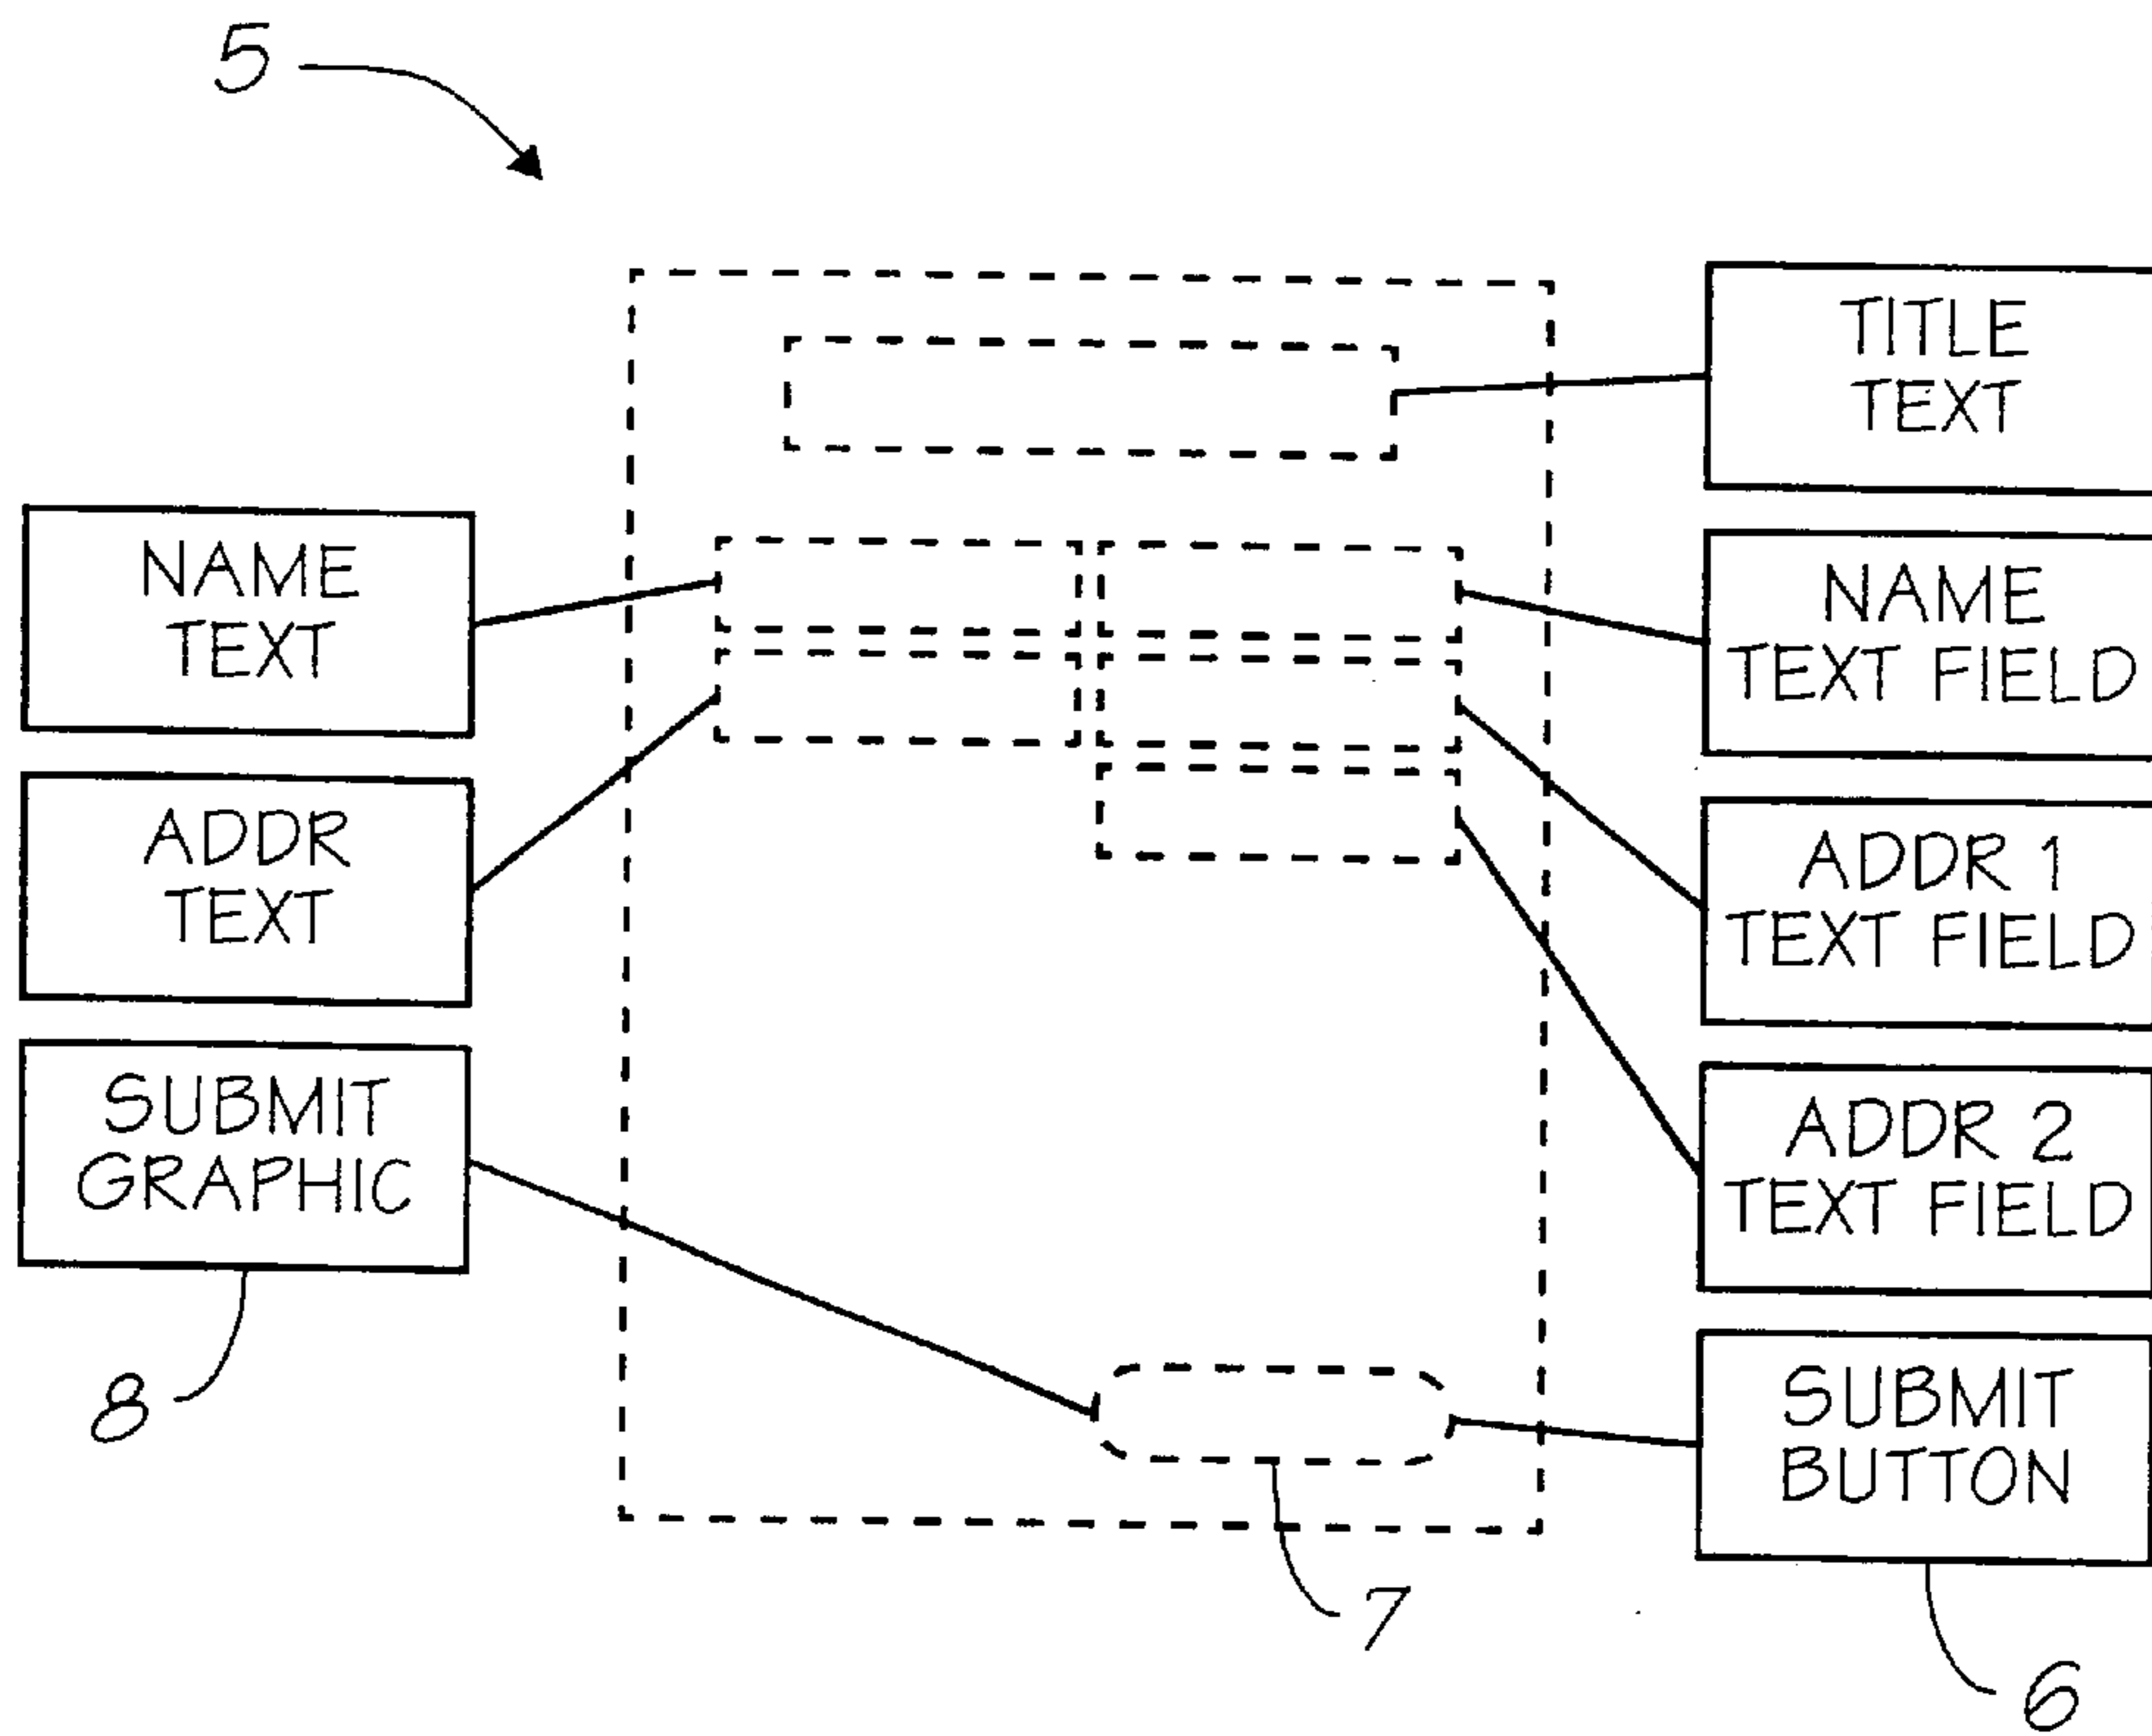 5
TITLE
TEXT
NAME
TEXT
NAME
TEXT FIELD
ADDR
TEXT
ADDR 1
TEXT FIELD
SUBMIT
GRAPHIC
ADDR 2
TEXT FIELD
8
SUBMIT
BUTTON
7
6